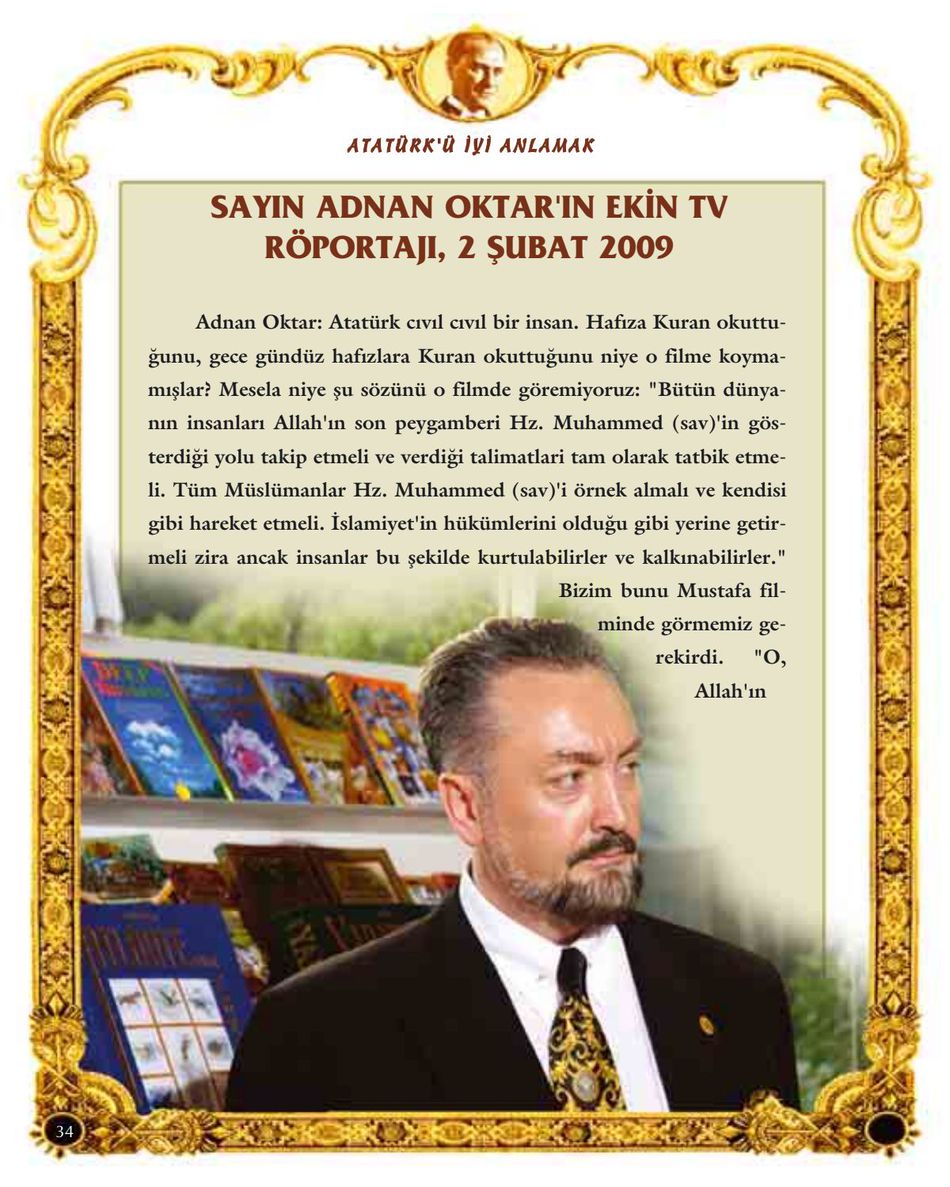 ATATÜRK'Ü İYİ ANLAMAK
SAYIN ADNAN OKTAR'IN EKİN TV
RÖPORTAJI, 2 ŞUBAT 2009
Adnan Oktar: Atatürk cıvıl cıvıl bir insan. Hafıza Kuran okuttu-
ğunu, gece gündüz hafızlara Kuran okuttuğunu niye o filme koyma-
mışlar? Mesela niye şu sözünü o filmde göremiyoruz: "Bütün dünya-
nın insanları Allah'ın son peygamberi Hz. Muhammed (sav)'in gös-
terdiği yolu takip etmeli ve verdiği talimatlari tam olarak tatbik etme-
li. Tüm Müslümanlar Hz. Muhammed (sav)'i örnek almalı ve kendisi
gibi hareket etmeli. İslamiyet'in hükümlerini olduğu gibi yerine getir-
meli zira ancak insanlar bu şekilde kurtulabilirler ve kalkınabilirler."
Bizim bunu Mustafa fil-
minde görmemiz ge-
rekirdi. "O,
Allah'ın
DEEP
34